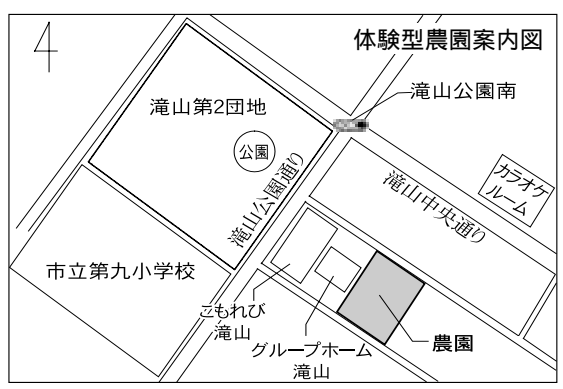 体験型農園案内図
滝山公園南
滝山第2団地
公園
滝山公園通り
カラオケ
ルーム
滝山中央通り
市立第九小学校
こもれび
滝山
グループホーム
滝山
農園